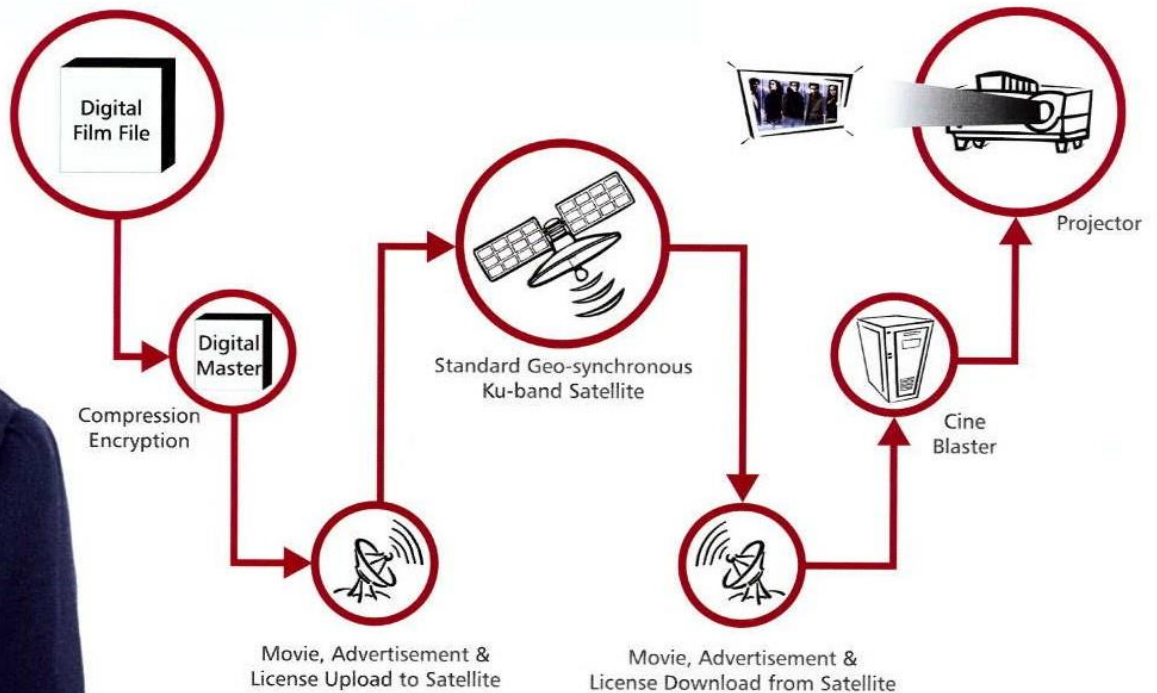 Digital
Film File
Projector
Digital
Master
Standard Geo-synchronous
Ku-band Satellite
Compression
Encryption
Cine
Blaster
Movie, Advertisement &
License Upload to Satellite
Movie, Advertisement &
License Download from Satellite